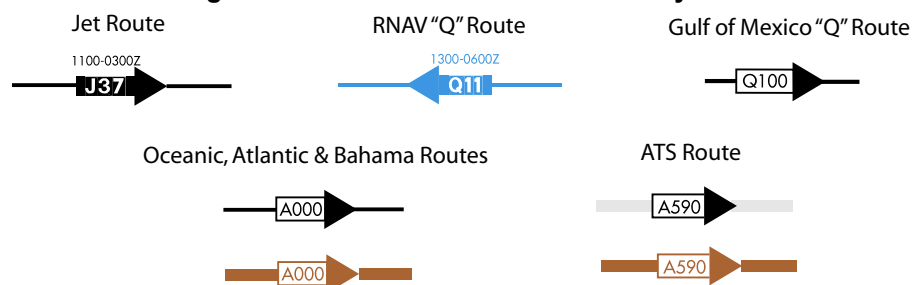 Jet Route
RNAV “Q” Route
Gulf of Mexico “Q” Route
1100-0300Z
J37
1300-0600Z
Q11
Q100
Oceanic, Atlantic & Bahama Routes
ATS Route
A000
A590
A000
A590